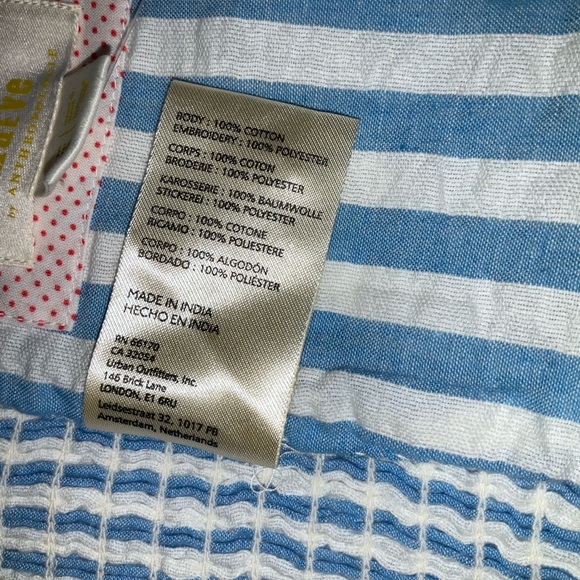 by ANTHROPOLOGIE
BODY : 100% COTTON
EMBROIDERY : 100% POLYESTER
CORPS : 100% COTON
BRODERIE : 100% POLYESTER
KAROSSERIE : 100% BAUMWOLLE
STICKEREI : 100% POLYESTER
CORPO : 100% COTONE
RICAMO : 100% POLIESTERE
CORPO : 100% ALGODÓN
BORDADO : 100% POLIÉSTER
MADE IN INDIA
HECHO EN INDIA
RN 66170
CA 32054
Urban Outfitters, Inc.
146 Brick Lane
LONDON, E1 6RU
Leidsestraat 32, 1017 PB
Amsterdam, Netherlands